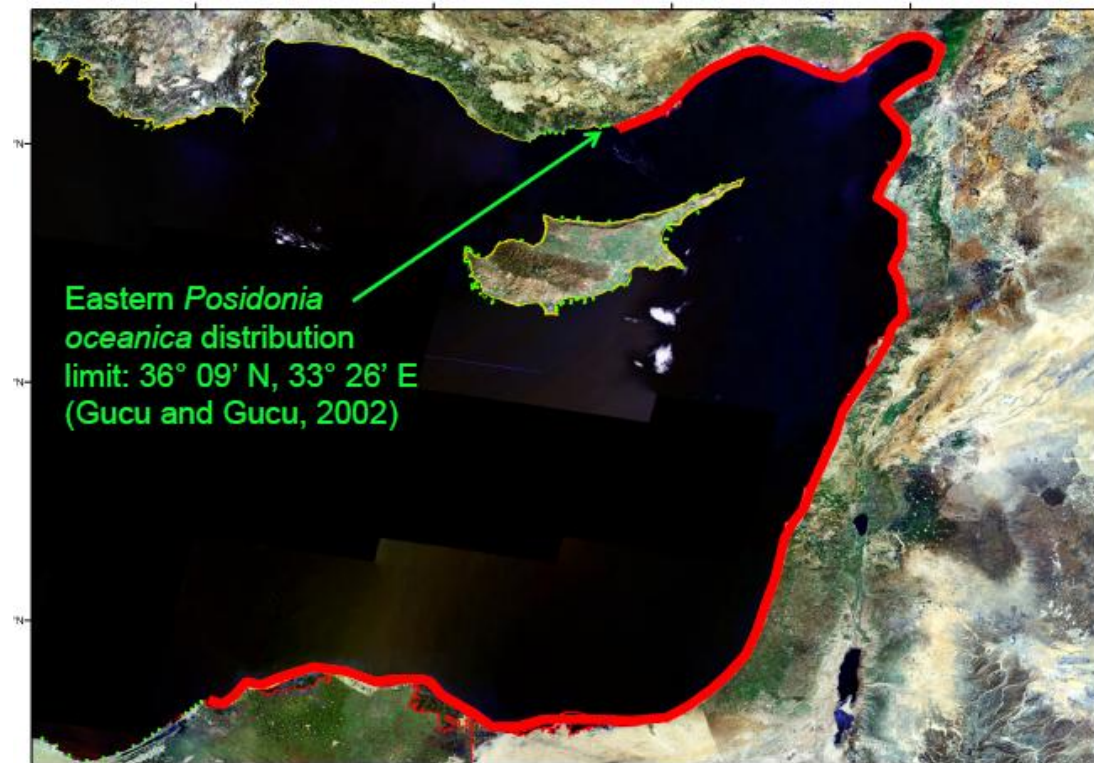 °N
Eastern Posidonia
oceanica distribution
limit: 36° 09’ N, 33° 26’ E
(Gucu and Gucu, 2002)
°N
°N